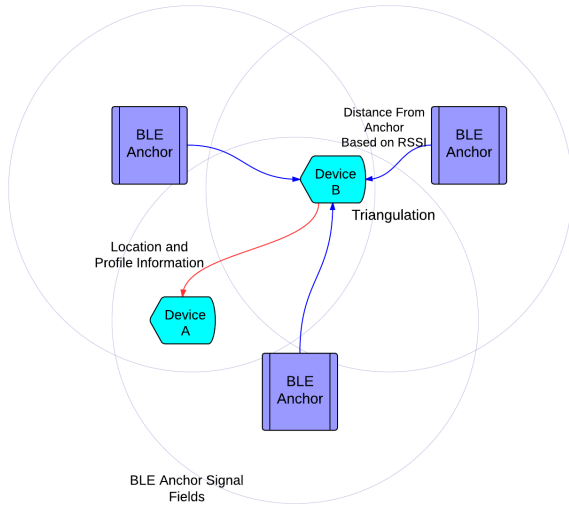 BLE
Anchor
Distance From
Anchor
Based on RSSI
BLE
Anchor
Device
B
Triangulation
Location and
Profile Information
Device
A
BLE
Anchor
BLE Anchor Signal
Fields